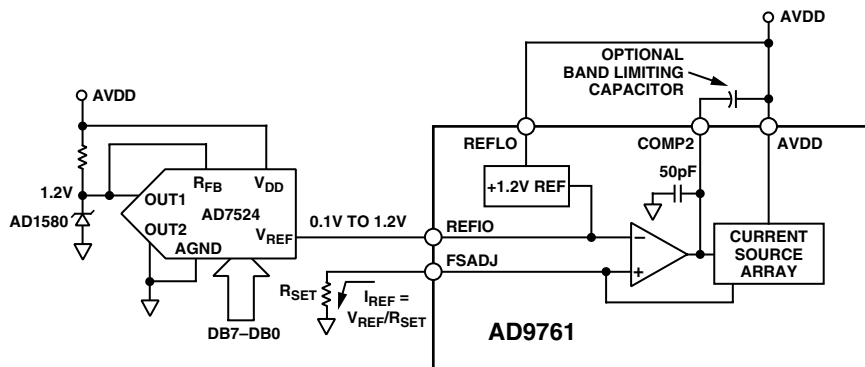 AVDD
OPTIONAL
BAND LIMITING
CAPACITOR
AVDD
REFLO
COMP2
AVDD
RFB
VDD
1.2V
OUT1
AD7524
+1.2V REF
50pF
AD1580
OUT2
VREF
0.1V TO 1.2V
REFIO
AGND
FSADJ
CURRENT
SOURCE
ARRAY
RSET
IREF =
VREF/RSET
DB7–DB0
AD9761
−
+